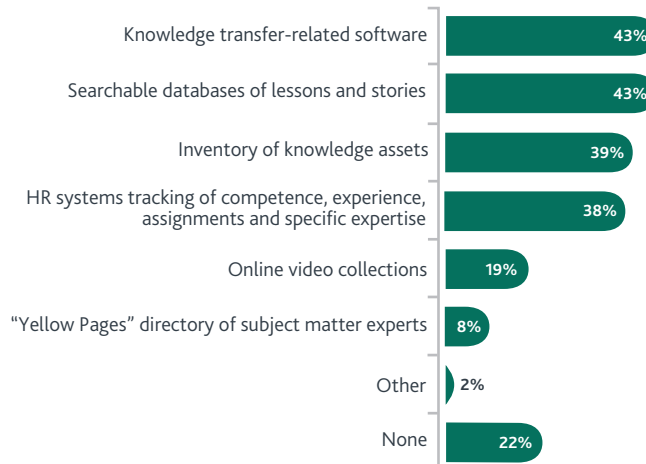 Knowledge transfer-related software 43%
Searchable databases of lessons and stories 43%
Inventory of knowledge assets 39%
HR systems tracking of competence, experience,
assignments and specific expertise 38%
Online video collections 19%
“Yellow Pages” directory of subject matter experts 8%
Other 2%
None 22%